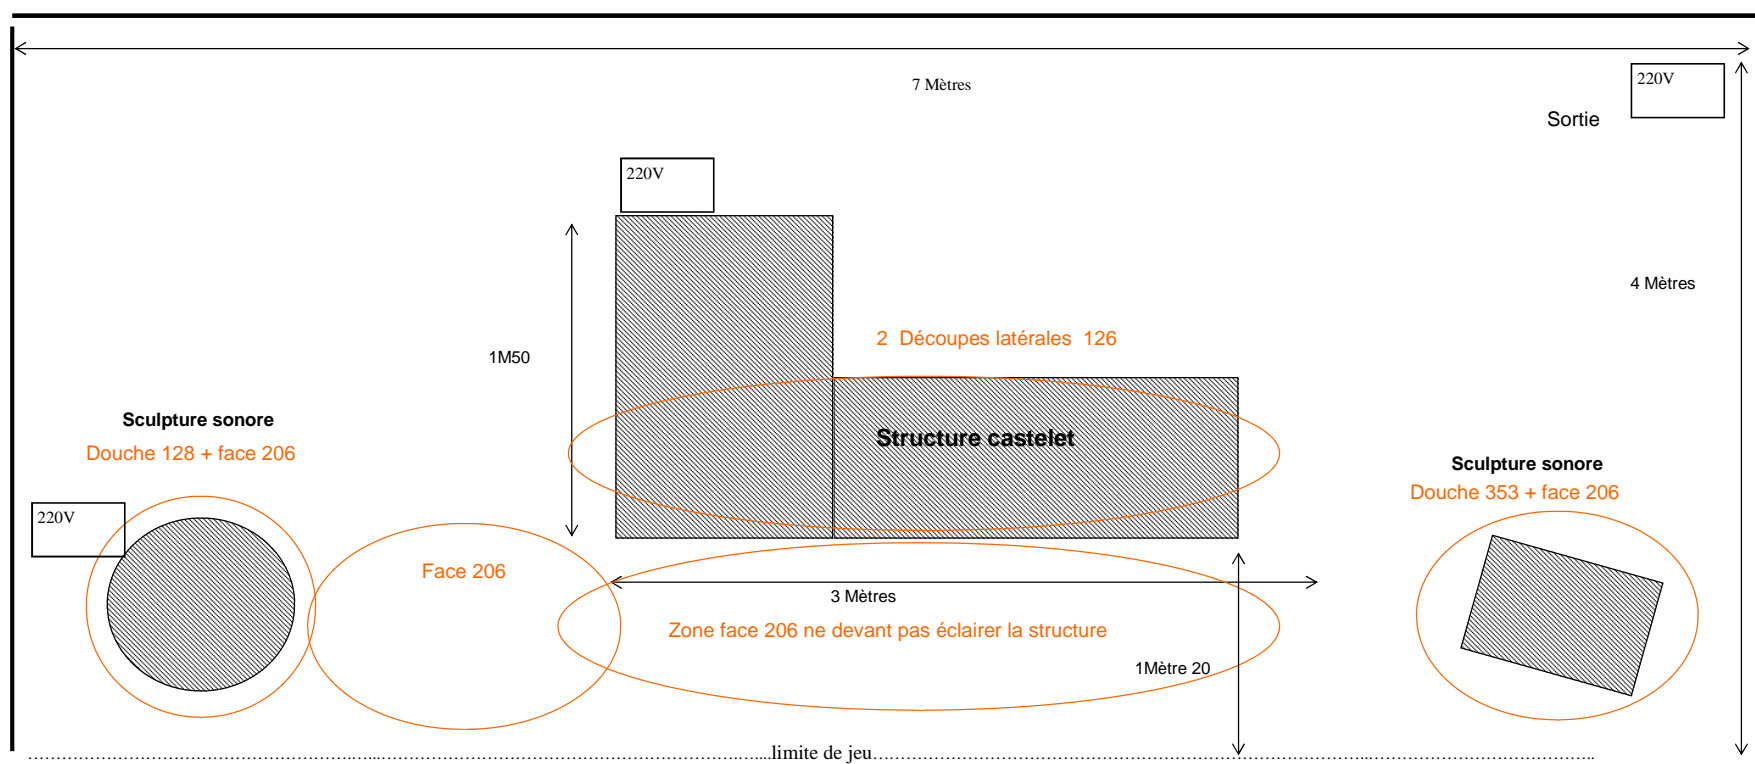 7 Mètres
220V
Sortie
220V
4 Mètres
2  Découpes latérales  126
1M50
Sculpture sonore
Douche 128 + face 206
Structure castelet
Sculpture sonore
Douche 353 + face 206
220V
Face 206
3 Mètres
Zone face 206 ne devant pas éclairer la structure
1Mètre 20
limite de jeu